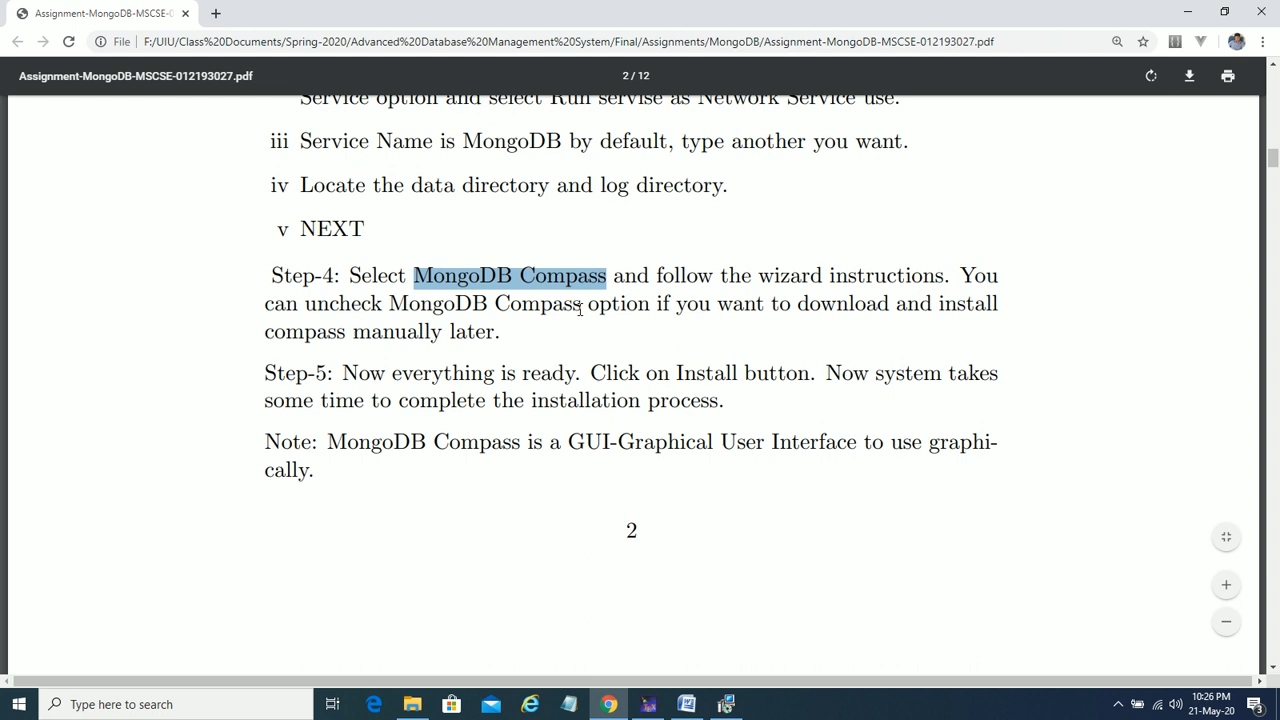 Assignment-MongoDB-MSCSE-0
File
F:/UIU/Class%20Documents/Spring-2020/Advanced%20Database%20Management%20System/Final/Assignments/MongoDB/Assignment-MongoDB-MSCSE-012193027.pdf
Assignment-MongoDB-MSCSE-012193027.pdf
2 / 12
Service option and select Run servise as Network Service use.
iii Service Name is MongoDB by default, type another you want.
iv Locate the data directory and log directory.
v NEXT
Step-4: Select MongoDB Compass and follow the wizard instructions. You
can uncheck MongoDB Compass option if you want to download and install
compass manually later.
Step-5: Now everything is ready. Click on Install button. Now system takes
some time to complete the installation process.
Note: MongoDB Compass is a GUI-Graphical User Interface to use graphi-
cally.
2
Type here to search
10:26 PM
21-May-20
3